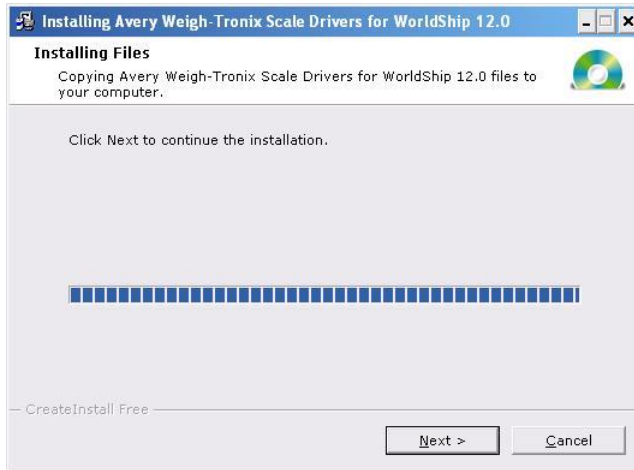 Installing Avery Weigh-Tronix Scale Drivers for WorldShip 12.0
Installing Files
Copying Avery Weigh-Tronix Scale Drivers for WorldShip 12.0 files to
your computer.
Click Next to continue the installation.
CreateInstall Free
Next >
Cancel